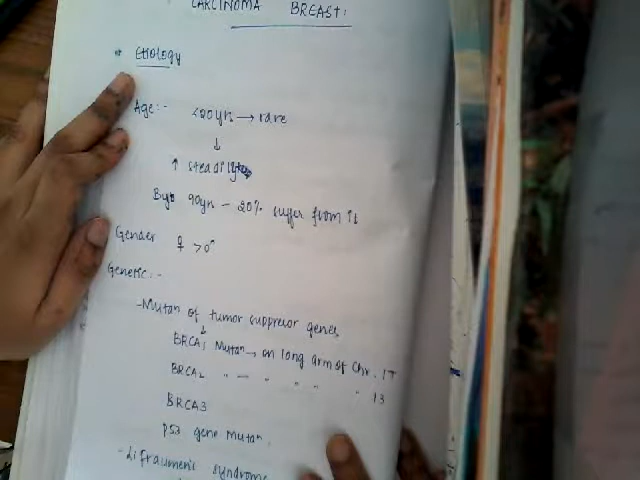 CARCINOMA BREAST:
* Etiology
Age:- <20yrs → rare
↓
↑ steadily
By 90yrs - 20% suffer from it
Gender ♀ > ♂
Genetic:-
-Mutan of tumor suppresor genes
↓
BRCA1 Mutan → on long arm of Chr. 17
BRCA2 " — " " " " 13
BRCA3
p53 gene Mutan.
-Lifraumeni syndrome